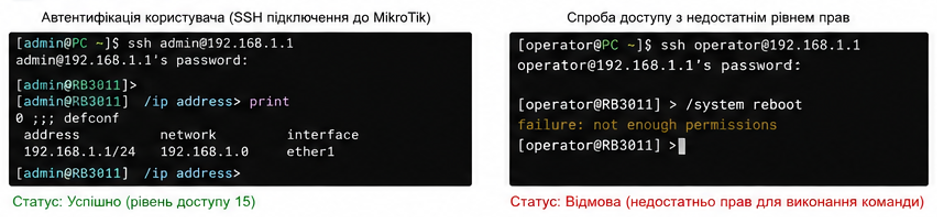 Автентифікація користувача (SSH підключення до MikroTik)
[admin@PC ~]$ ssh admin@192.168.1.1
admin@192.168.1.1's password:
[admin@RB3011]>
[admin@RB3011] /ip address> print
0 ;;; defconf
address network interface
192.168.1.1/24 192.168.1.0 ether1
[admin@RB3011] /ip address>
Статус: Успішно (рівень доступу 15)
Спроба доступу з недостатнім рівнем прав
[operator@PC ~]$ ssh operator@192.168.1.1
operator@192.168.1.1's password:
[operator@RB3011] > /system reboot
failure: not enough permissions
[operator@RB3011] >
Статус: Відмова (недостатньо прав для виконання команди)